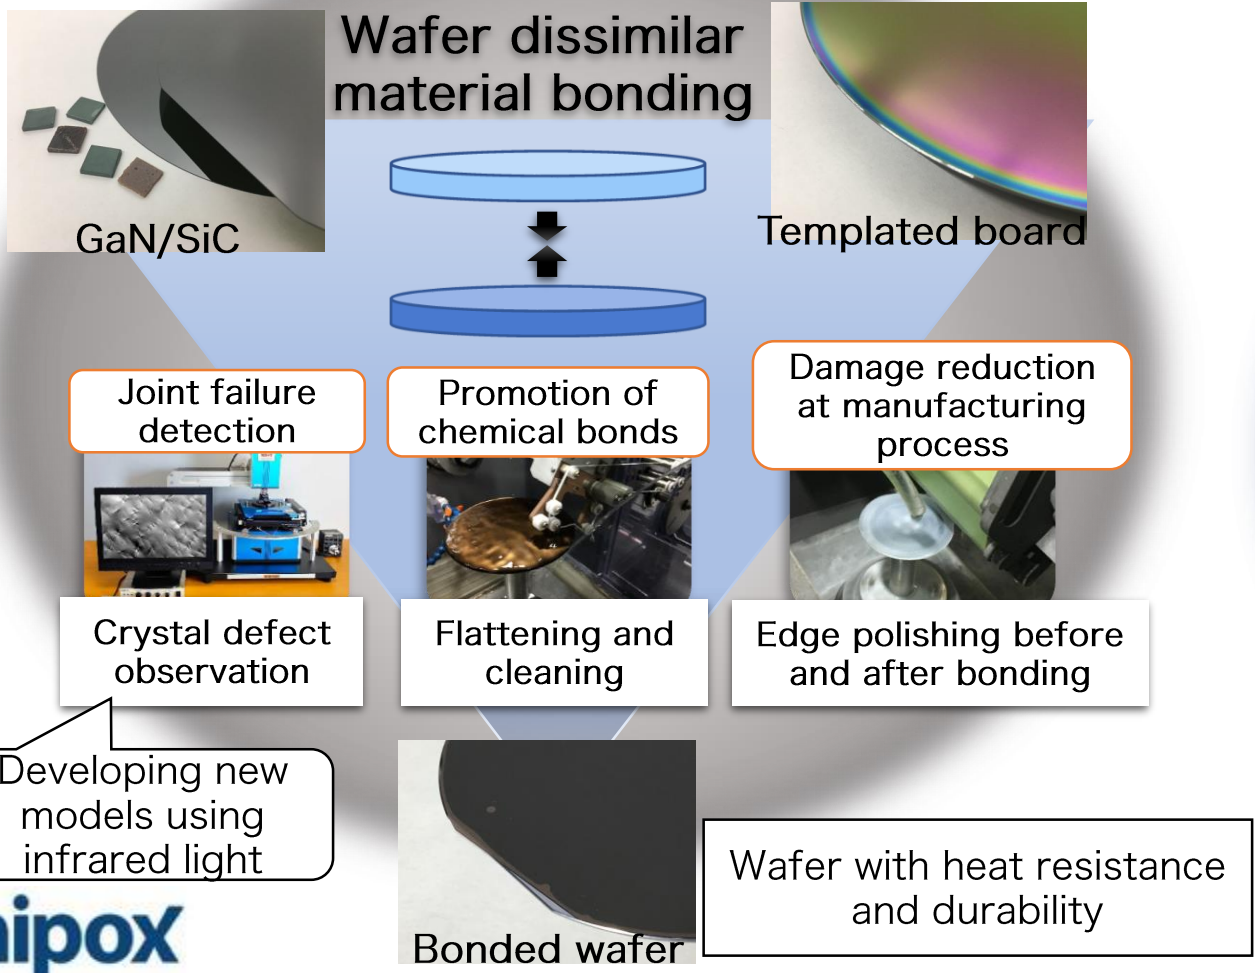 Wafer dissimilar
material bonding
GaN/SiC
Templated board
Joint failure
detection
Promotion of
chemical bonds
Damage reduction
at manufacturing
process
Crystal defect
observation
Flattening and
cleaning
Edge polishing before
and after bonding
Developing new
models using
infrared light
Wafer with heat resistance
and durability
Bonded wafer